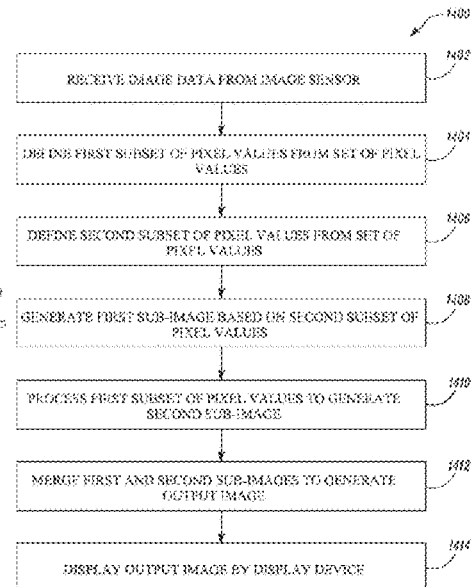 1400
1402
RECEIVE IMAGE DATA FROM IMAGE SENSOR
1404
DEFINE FIRST SUBSET OF PIXEL VALUES FROM SET OF PIXEL
VALUES
1406
DEFINE SECOND SUBSET OF PIXEL VALUES FROM SET OF
PIXEL VALUES
1408
GENERATE FIRST SUB-IMAGE BASED ON SECOND SUBSET OF
PIXEL VALUES
1410
PROCESS FIRST SUBSET OF PIXEL VALUES TO GENERATE
SECOND SUB-IMAGE
1412
MERGE FIRST AND SECOND SUB-IMAGES TO GENERATE
OUTPUT IMAGE
1414
DISPLAY OUTPUT IMAGE BY DISPLAY DEVICE